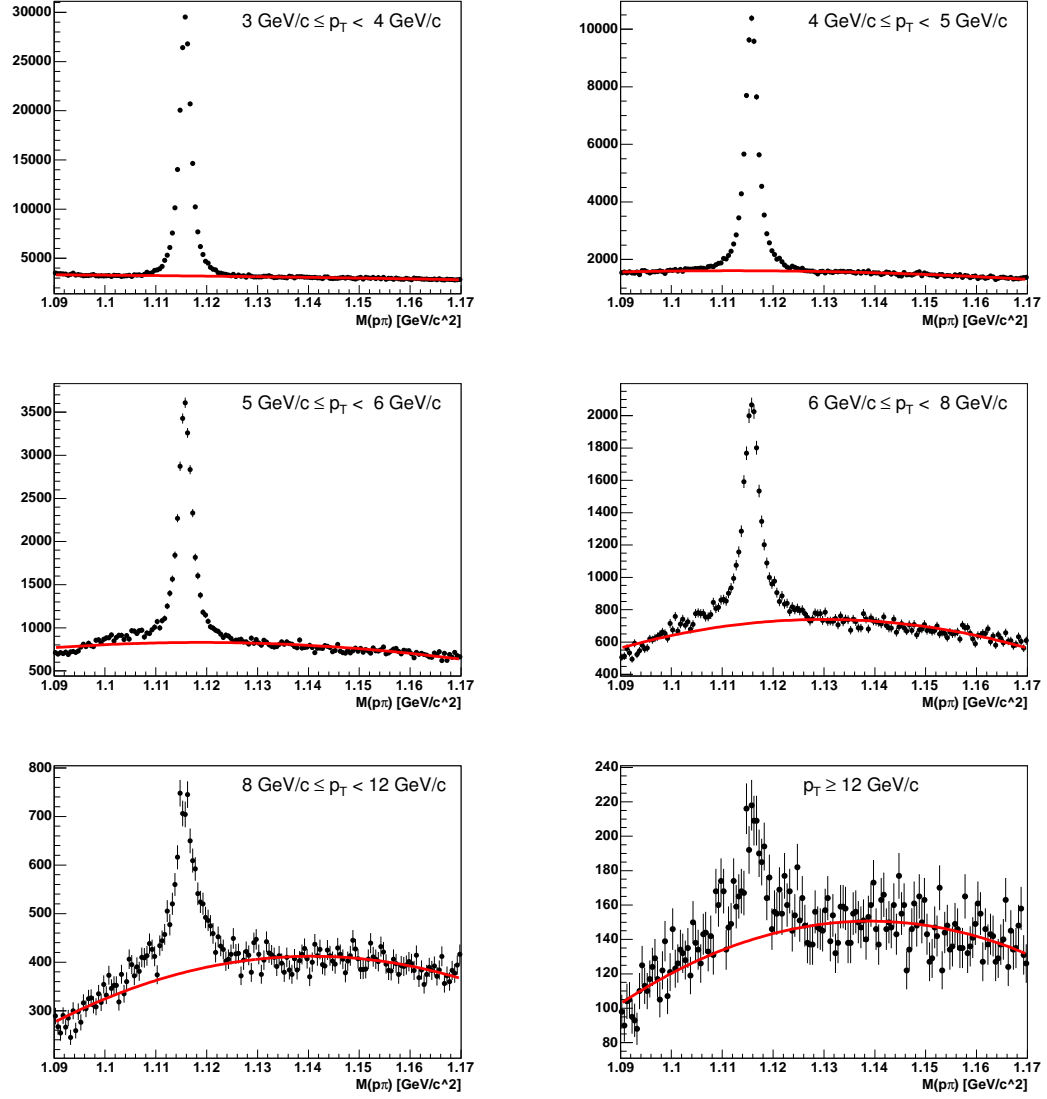 3 GeV/c ≤ p_T < 4 GeV/c
30000
25000
20000
15000
10000
5000
1.09 1.1 1.11 1.12 1.13 1.14 1.15 1.16 1.17
M(pπ) [GeV/c^2]
4 GeV/c ≤ p_T < 5 GeV/c
10000
8000
6000
4000
2000
1.09 1.1 1.11 1.12 1.13 1.14 1.15 1.16 1.17
M(pπ) [GeV/c^2]
5 GeV/c ≤ p_T < 6 GeV/c
3500
3000
2500
2000
1500
1000
500
1.09 1.1 1.11 1.12 1.13 1.14 1.15 1.16 1.17
M(pπ) [GeV/c^2]
6 GeV/c ≤ p_T < 8 GeV/c
2000
1800
1600
1400
1200
1000
800
600
400
1.09 1.1 1.11 1.12 1.13 1.14 1.15 1.16 1.17
M(pπ) [GeV/c^2]
8 GeV/c ≤ p_T < 12 GeV/c
800
700
600
500
400
300
1.09 1.1 1.11 1.12 1.13 1.14 1.15 1.16 1.17
M(pπ) [GeV/c^2]
p_T ≥ 12 GeV/c
240
220
200
180
160
140
120
100
80
1.09 1.1 1.11 1.12 1.13 1.14 1.15 1.16 1.17
M(pπ) [GeV/c^2]